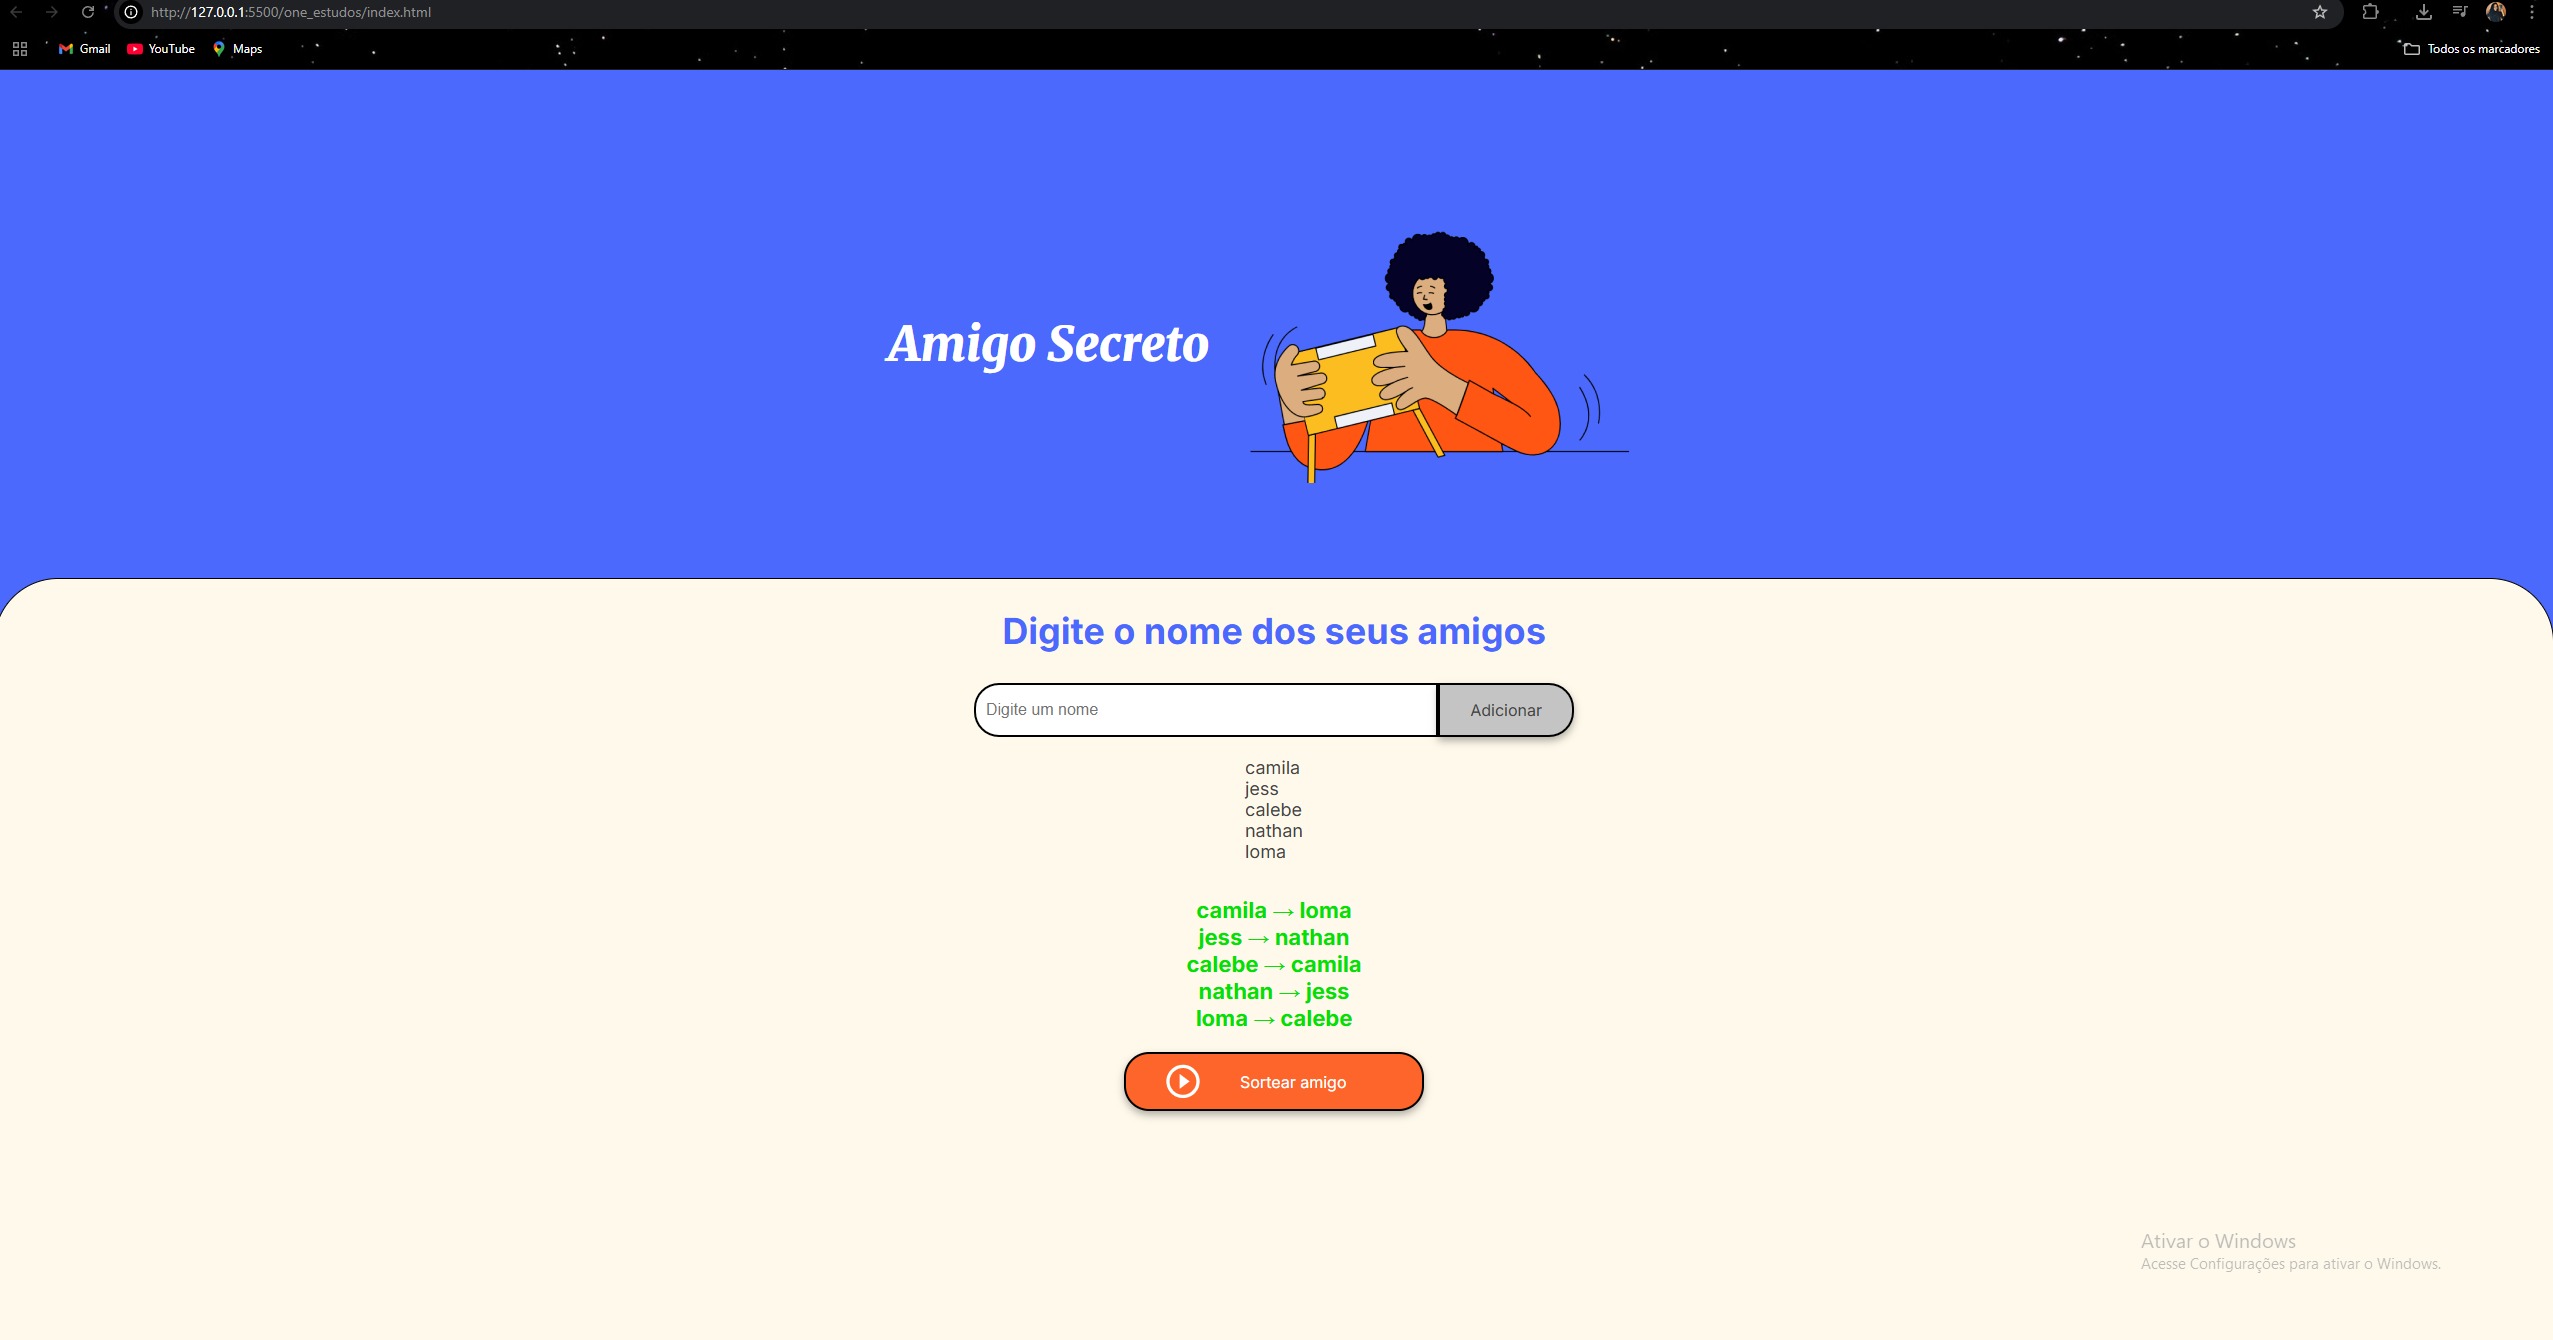 http://127.0.0.1:5500/one_estudos/index.html
Gmail YouTube Maps Todos os marcadores
Amigo Secreto
Digite o nome dos seus amigos
Digite um nome Adicionar
camila
jess
calebe
nathan
loma
camila → loma
jess → nathan
calebe → camila
nathan → jess
loma → calebe
Sortear amigo
Ativar o Windows
Acesse Configurações para ativar o Windows.